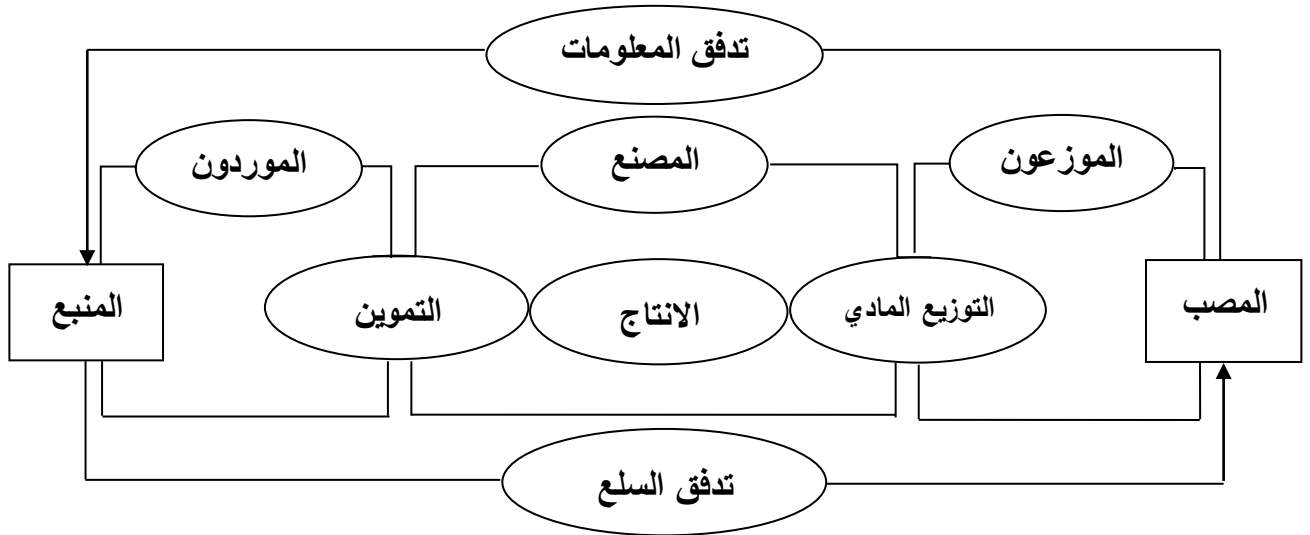 تدفق المعلومات
الموزعون
المصنع
الموردون
المصب
التوزيع المادي
الانتاج
التموين
المنبع
تدفق السلع